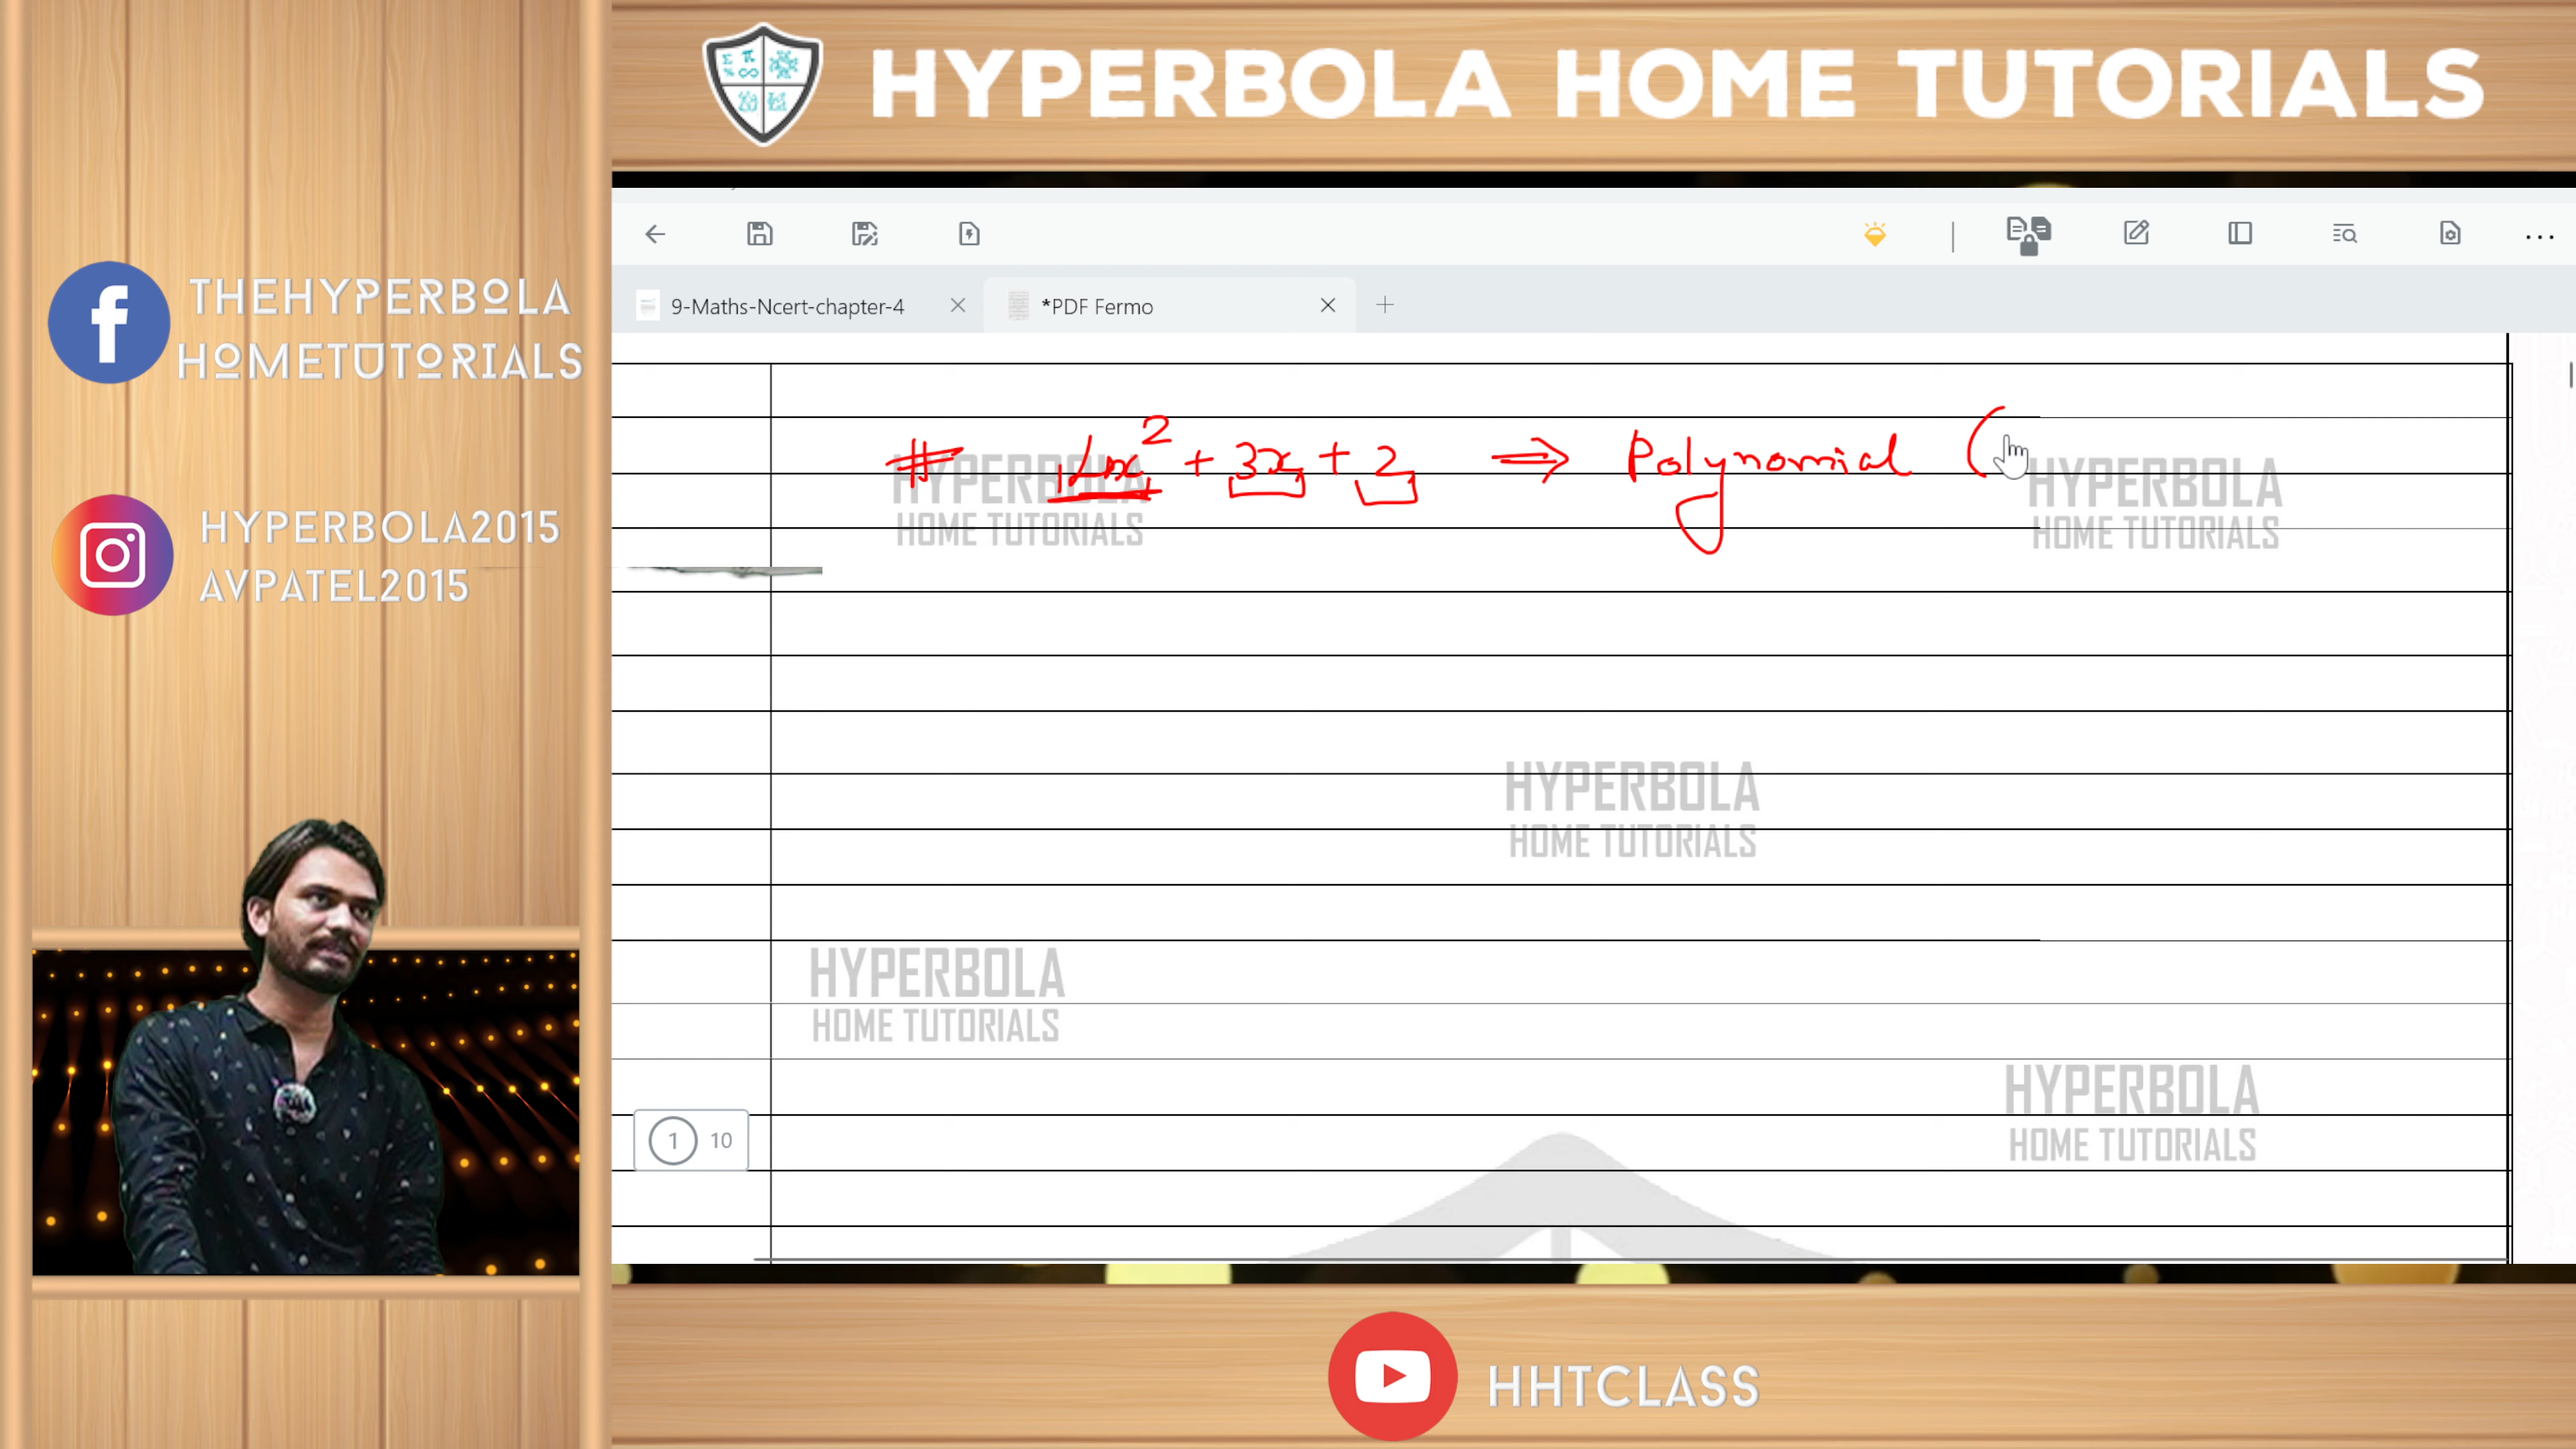 HYPERBOLA HOME TUTORIALS
THEHYPERBOLA
HOMETUTORIALS
HYPERBOLA2015
AVPATEL2015
9-Maths-Ncert-chapter-4
*PDF Fermo
# 4x² + 3x + 2 ⇒ Polynomial (
HYPERBOLA
HOME TUTORIALS
HYPERBOLA
HOME TUTORIALS
HYPERBOLA
HOME TUTORIALS
HYPERBOLA
HOME TUTORIALS
HYPERBOLA
HOME TUTORIALS
1 10
HHTCLASS